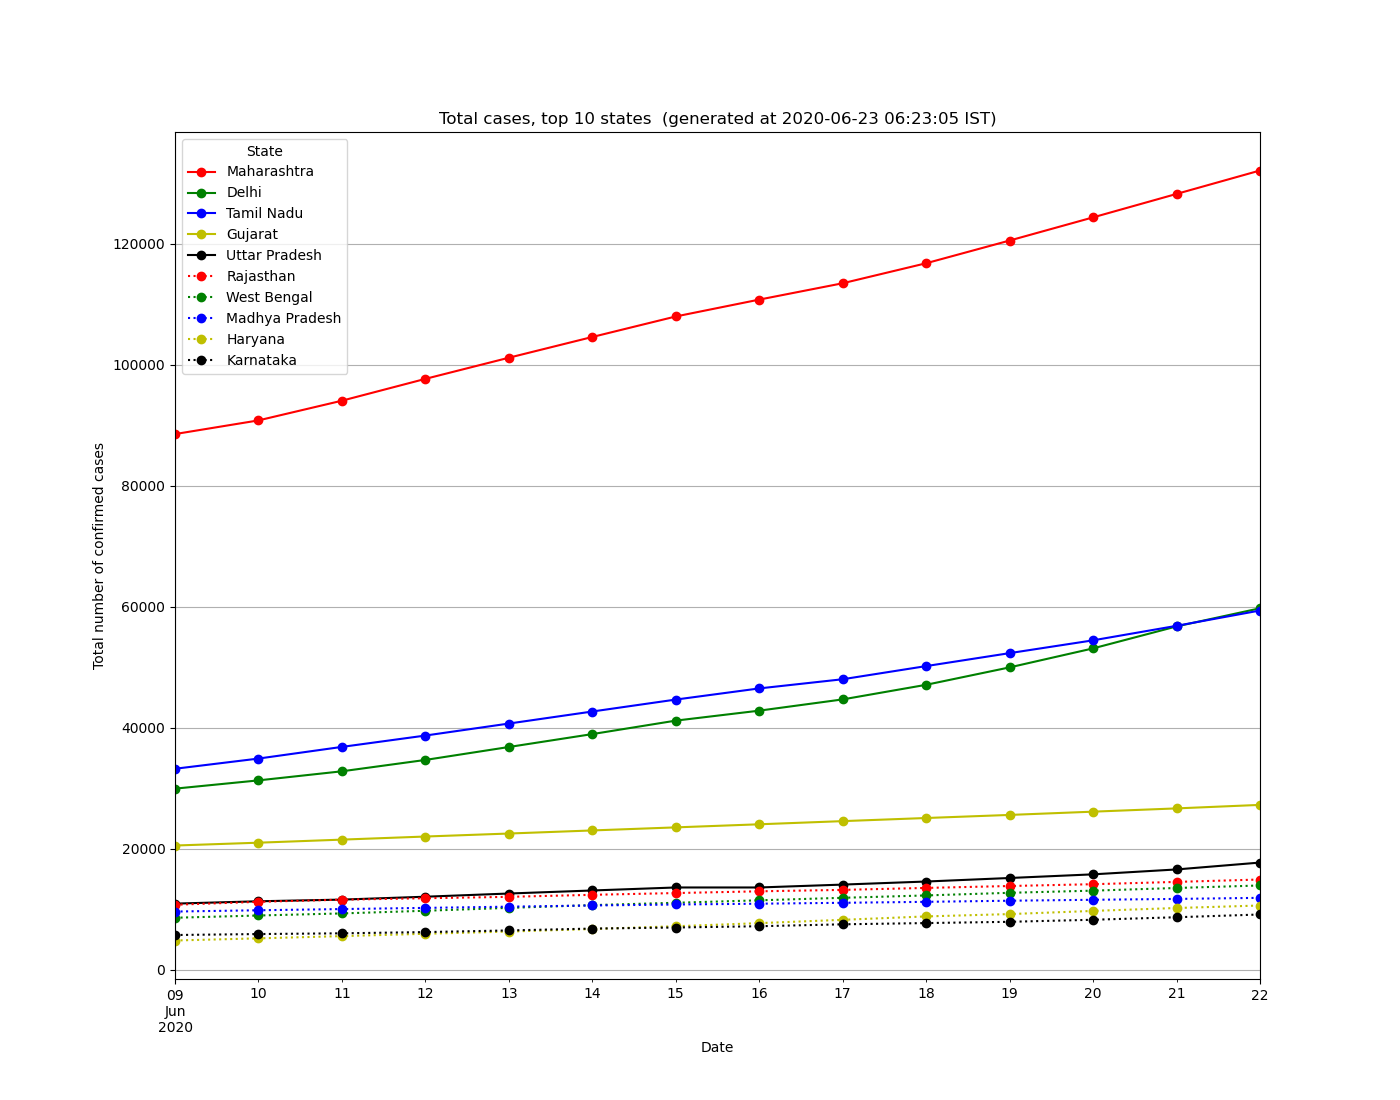 Total cases, top 10 states  (generated at 2020-06-23 06:23:05 IST)
State
Maharashtra
Delhi
Tamil Nadu
Gujarat
Uttar Pradesh
Rajasthan
West Bengal
Madhya Pradesh
Haryana
Karnataka
120000
100000
80000
60000
40000
20000
0
Total number of confirmed cases
09 10 11 12 13 14 15 16 17 18 19 20 21 22
Jun
2020
Date